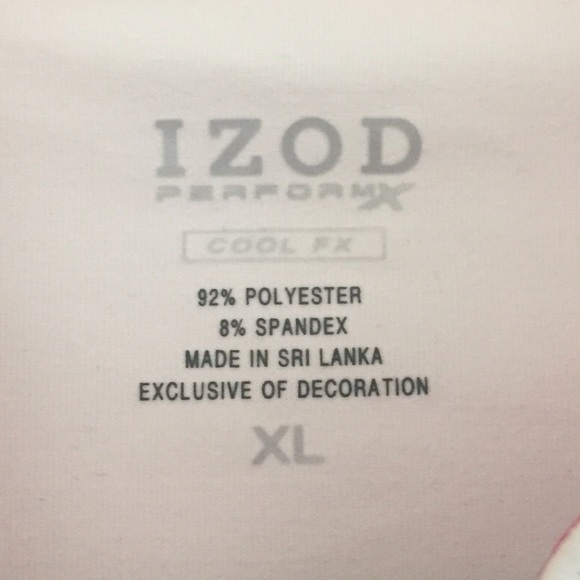 IZOD
PERFORMX
COOL FX
92% POLYESTER
8% SPANDEX
MADE IN SRI LANKA
EXCLUSIVE OF DECORATION
XL